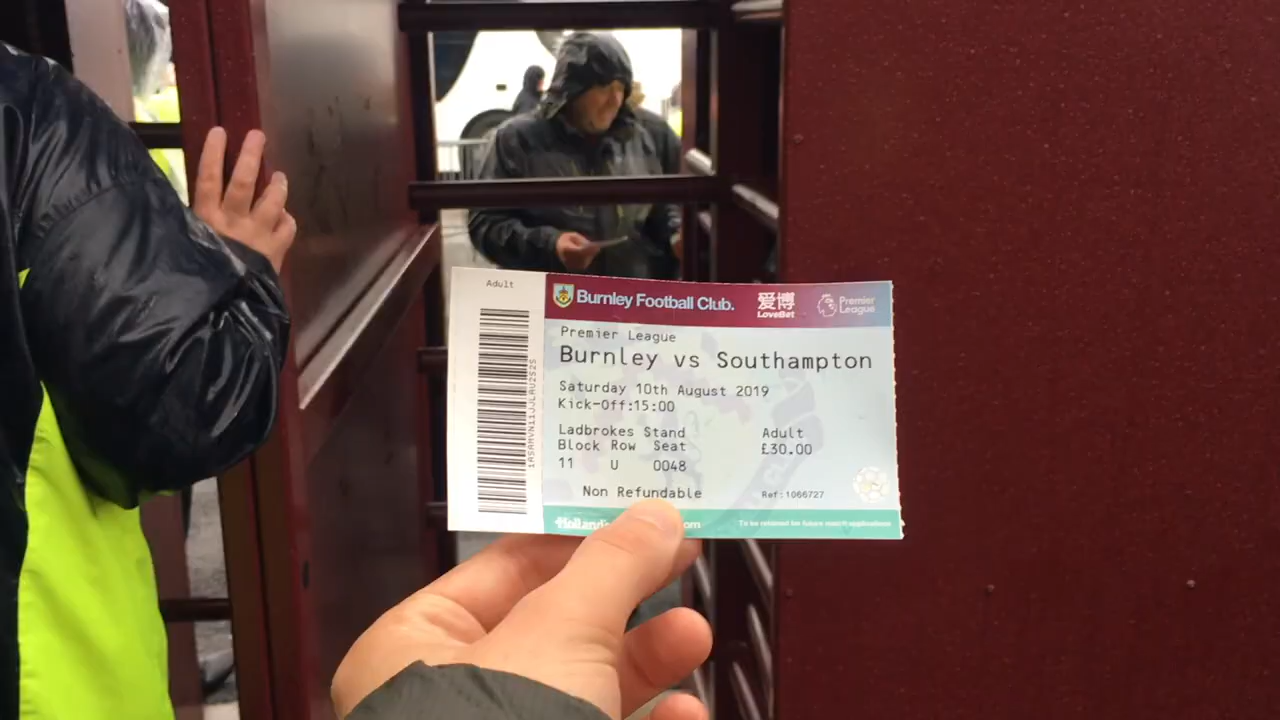 Adult
Burnley Football Club.
爱博
LoveBet
Premier
League
Premier League
Burnley vs Southampton
Saturday 10th August 2019
Kick-Off:15:00
Ladbrokes Stand
Block Row Seat
11 U 0048
Adult
£30.00
Non Refundable
Ref:1066727
Holland's
To be retained for future match applications